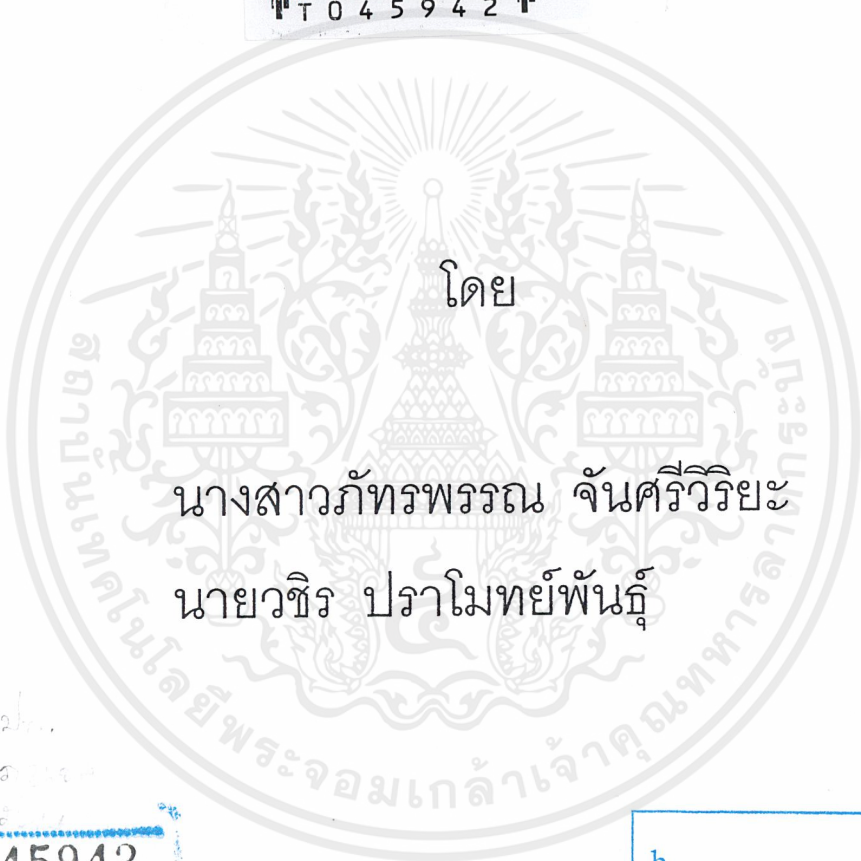 T045942
โดย
นางสาวภัทรพรรณ จันศรีวิริยะ
นายวชิร ปราโมทย์พันธุ์
สถาบันเทคโนโลยีพระจอมเกล้าเจ้าคุณทหารลาดกระบัง
45942
b